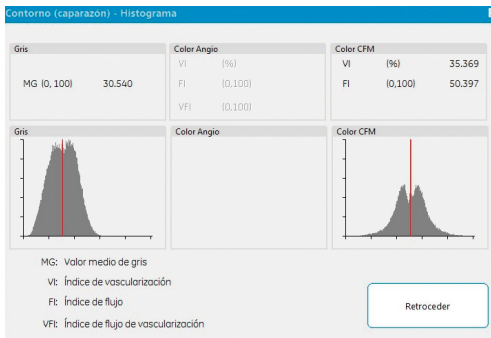 Contorno (caparazón) - Histograma
Gris
MG (0, 100) 30.540
Color Angio
VI (%)
FI (0,100)
VFI (0,100)
Color CFM
VI (%) 35.369
FI (0,100) 50.397
Gris
Color Angio
Color CFM
MG: Valor medio de gris
VI: Índice de vascularización
FI: Índice de flujo
VFI: Índice de flujo de vascularización
Retroceder